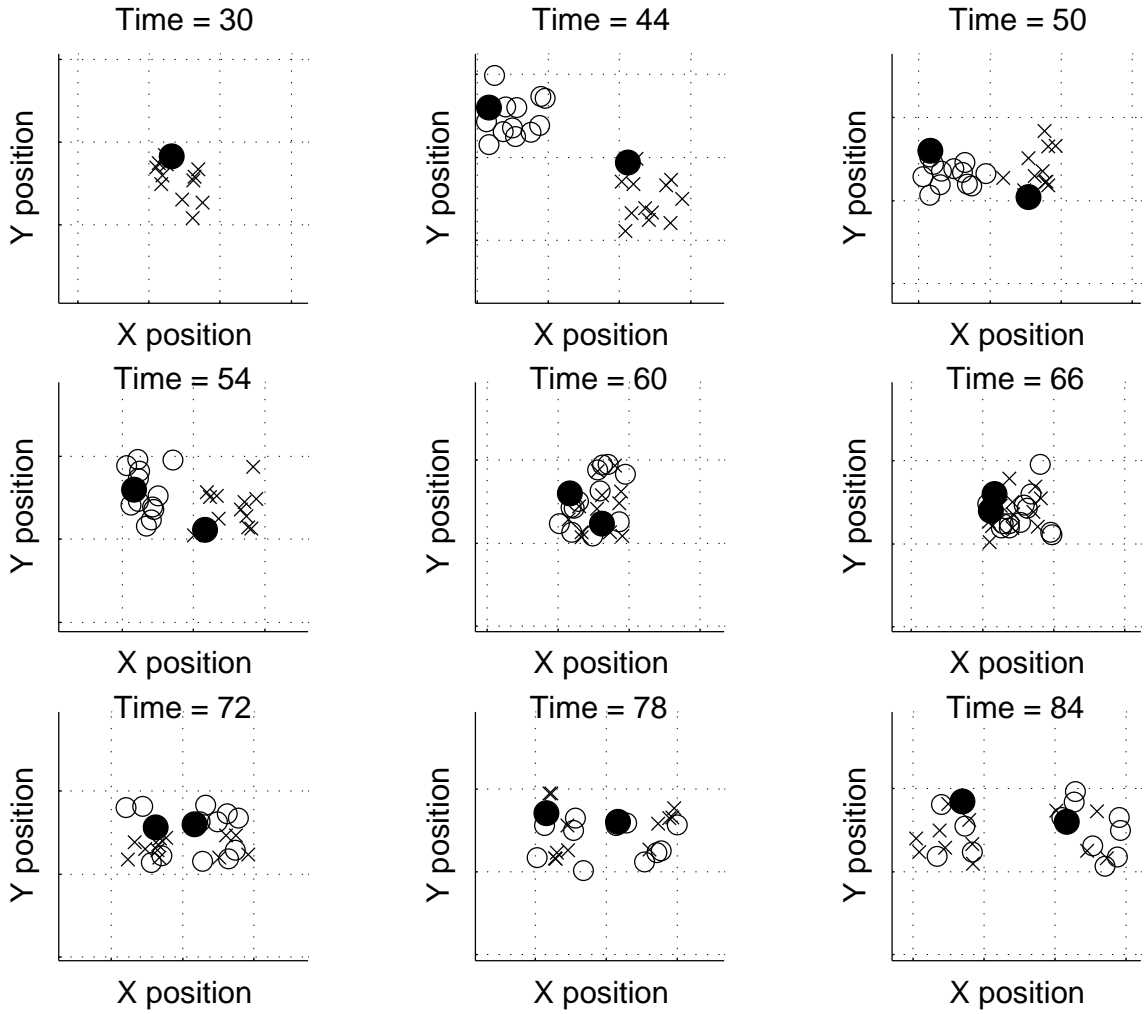 Time = 30
Time = 44
Time = 50
Y position
Y position
Y position
X position
X position
X position
Time = 54
Time = 60
Time = 66
Y position
Y position
Y position
X position
X position
X position
Time = 72
Time = 78
Time = 84
Y position
Y position
Y position
X position
X position
X position